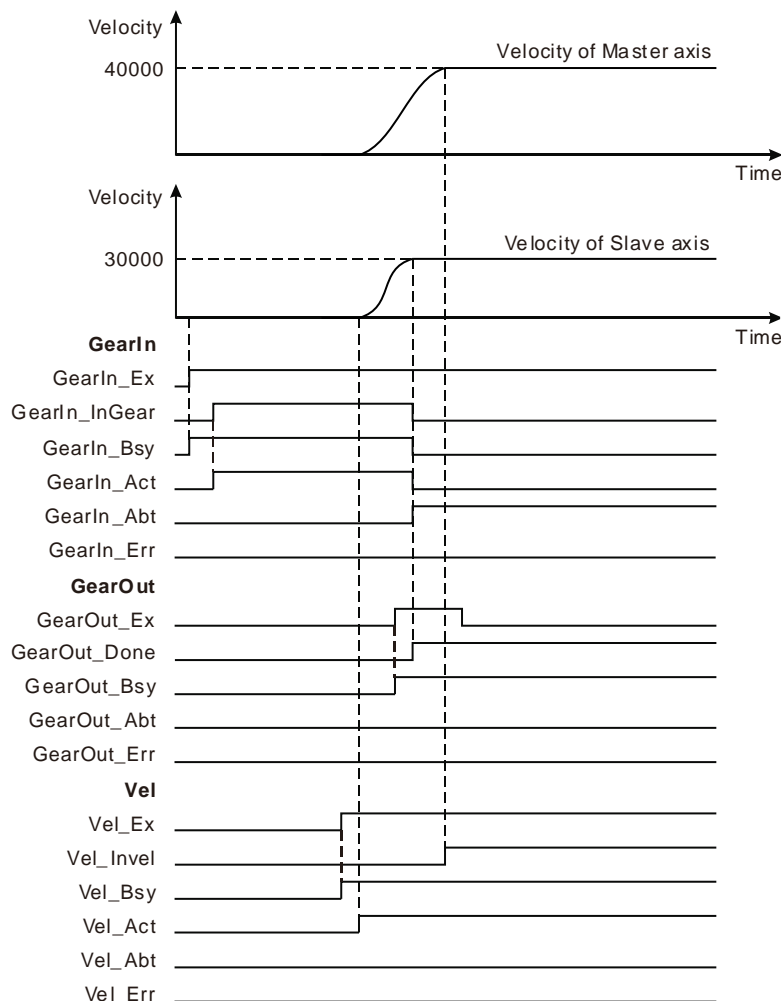 Velocity
40000
Velocity of Master axis
Time
Velocity
30000
Velocity of Slave axis
Time
GearIn
GearIn_Ex
GearIn_InGear
GearIn_Bsy
GearIn_Act
GearIn_Abt
GearIn_Err
GearOut
GearOut_Ex
GearOut_Done
GearOut_Bsy
GearOut_Abt
GearOut_Err
Vel
Vel_Ex
Vel_Invel
Vel_Bsy
Vel_Act
Vel_Abt
Vel_Err